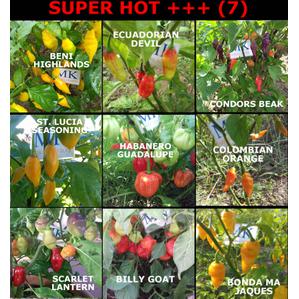 SUPER HOT +++ (7)
BENI
HIGHLANDS
MK
ECUADORIAN
DEVIL
CONDORS BEAK
ST. LUCIA
SEASONING
HABANERO
GUADALUPE
COLOMBIAN
ORANGE
SCARLET
LANTERN
BILLY GOAT
BONDA MA
JAQUES